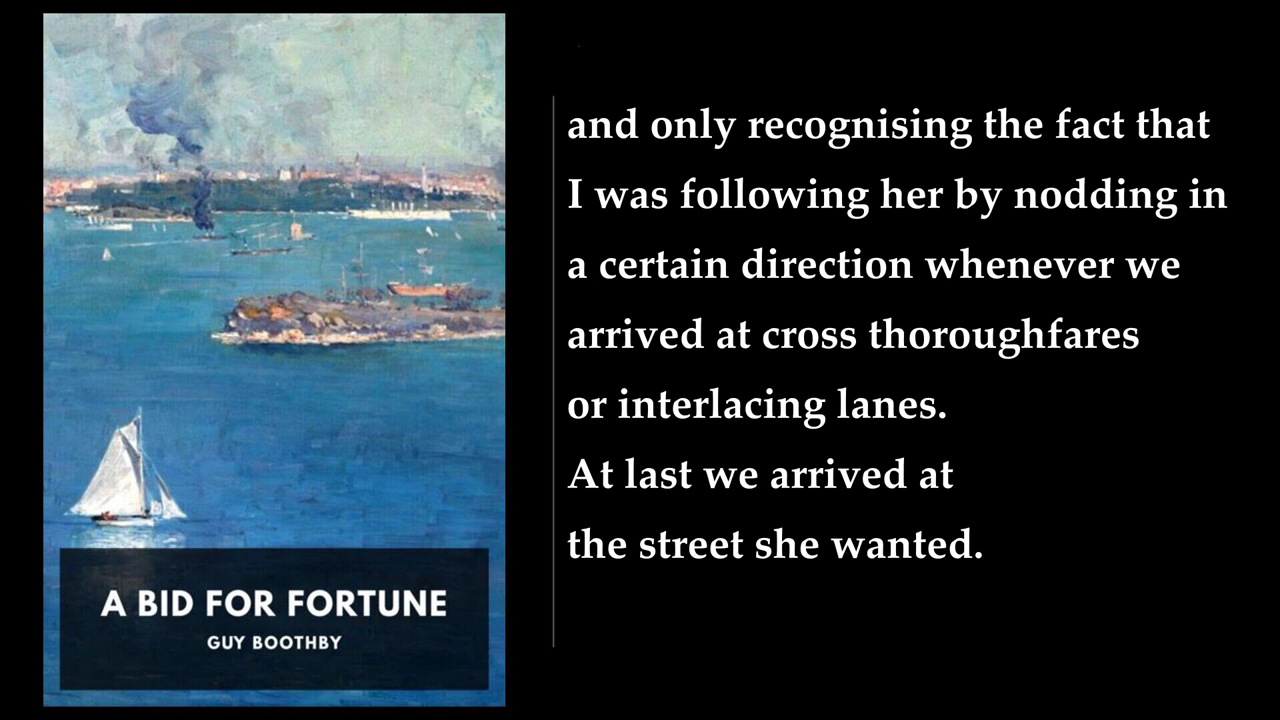 A BID FOR FORTUNE
GUY BOOTHBY
and only recognising the fact that
I was following her by nodding in
a certain direction whenever we
arrived at cross thoroughfares
or interlacing lanes.
At last we arrived at
the street she wanted.